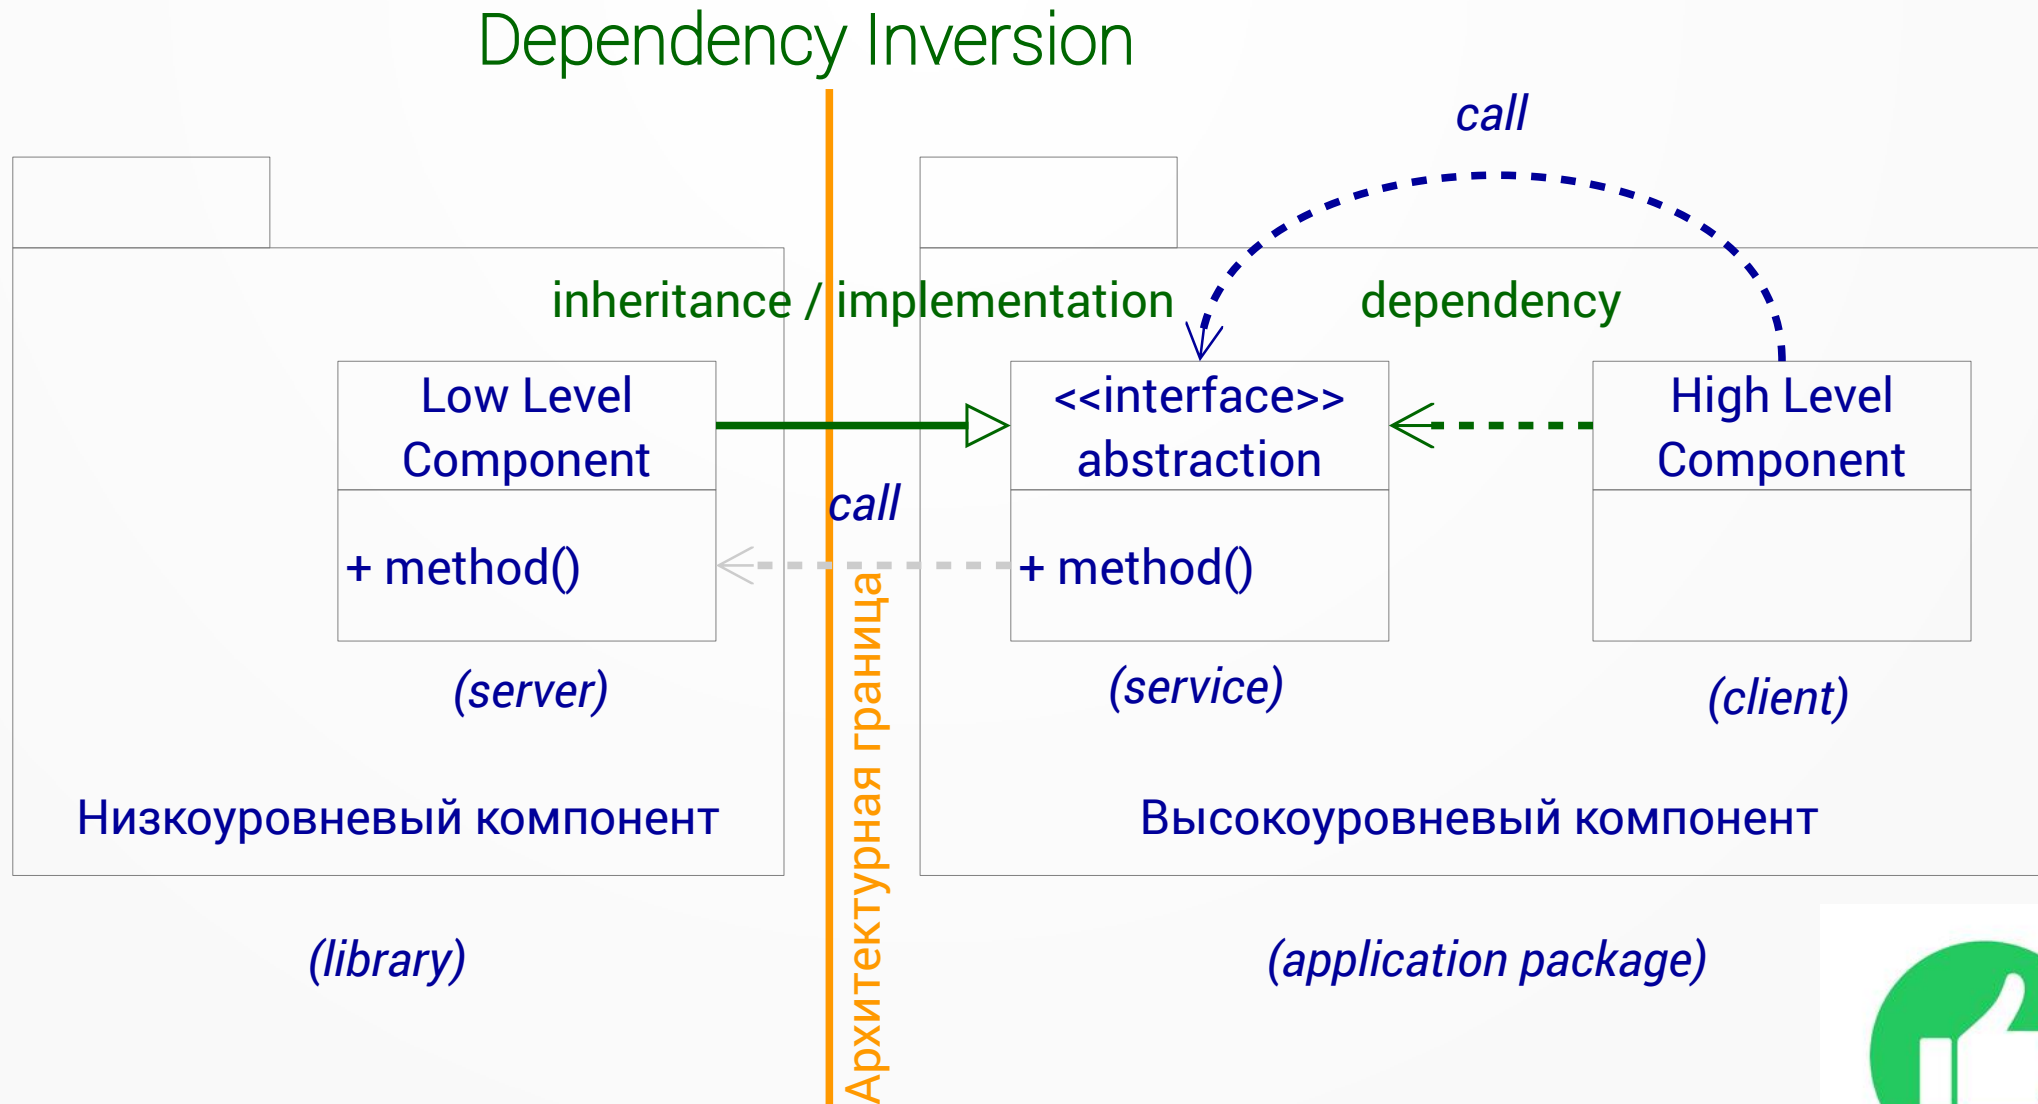 Dependency Inversion
call
inheritance / implementation
dependency
Low Level
Component
<<interface>>
abstraction
High Level
Component
call
+ method()
+ method()
(server)
(service)
(client)
Архитектурная граница
Низкоуровневый компонент
Высокоуровневый компонент
(library)
(application package)